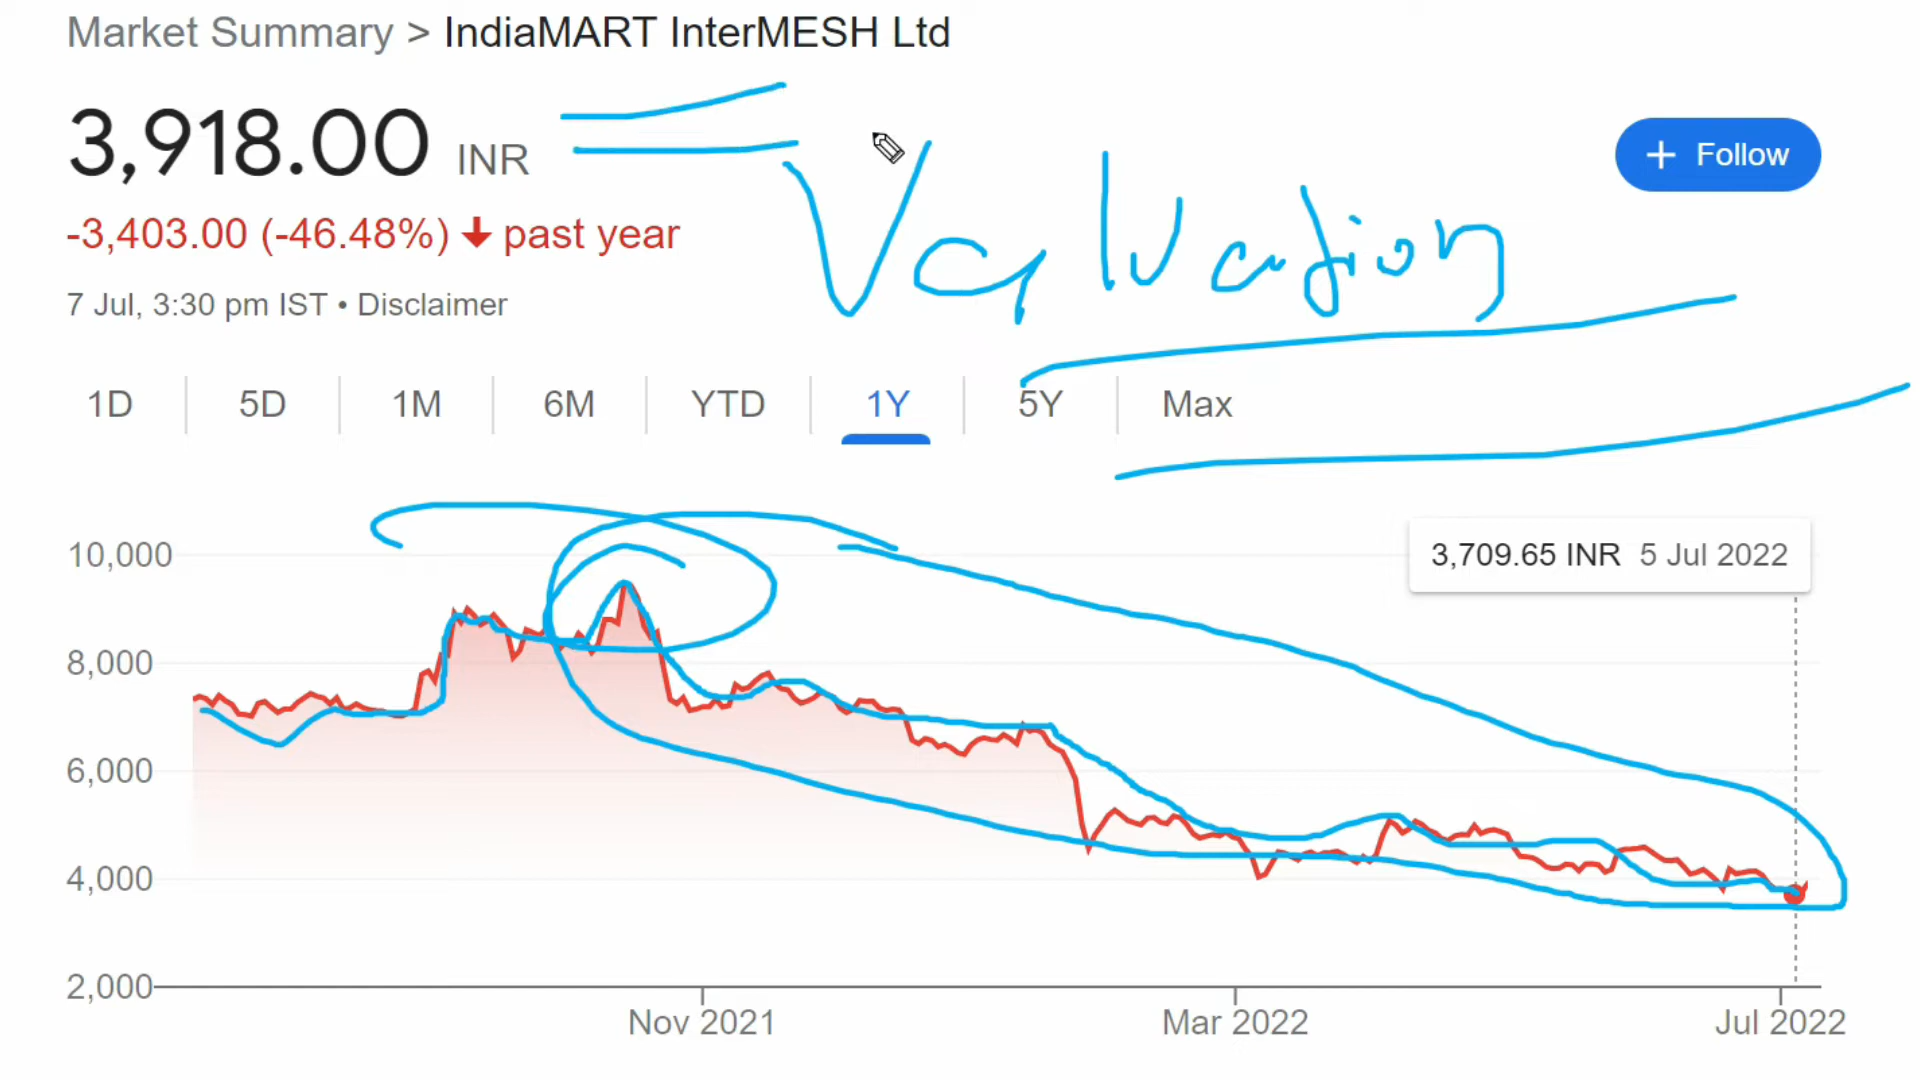 Market Summary > IndiaMART InterMESH Ltd
3,918.00 INR
+ Follow
-3,403.00 (-46.48%) ↓ past year
Valuation
7 Jul, 3:30 pm IST • Disclaimer
1D 5D 1M 6M YTD 1Y 5Y Max
3,709.65 INR 5 Jul 2022
10,000
8,000
6,000
4,000
2,000
Nov 2021 Mar 2022 Jul 2022